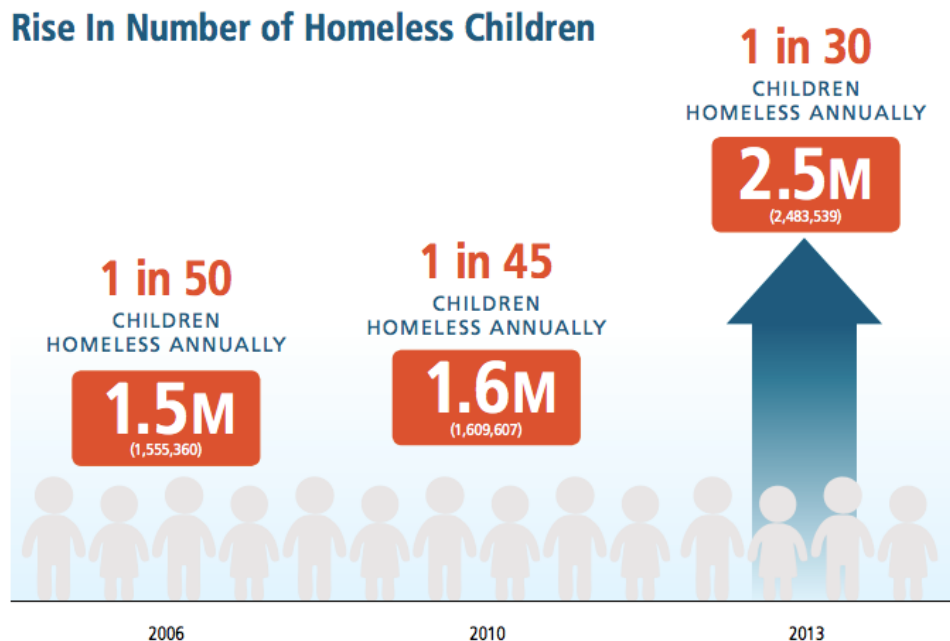 Rise In Number of Homeless Children
1 in 30
CHILDREN
HOMELESS ANNUALLY
2.5M
(2,483,539)
1 in 50
CHILDREN
HOMELESS ANNUALLY
1.5M
(1,555,360)
1 in 45
CHILDREN
HOMELESS ANNUALLY
1.6M
(1,609,607)
2006
2010
2013